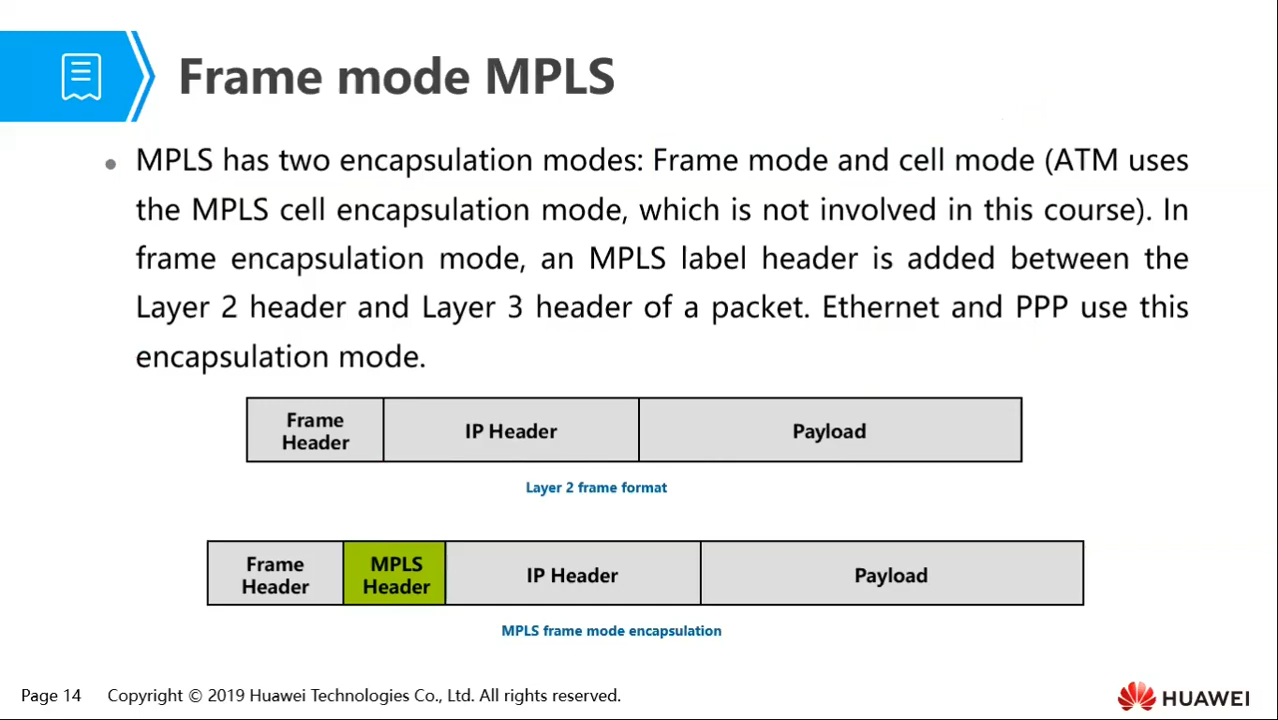 Frame mode MPLS
• MPLS has two encapsulation modes: Frame mode and cell mode (ATM uses
the MPLS cell encapsulation mode, which is not involved in this course). In
frame encapsulation mode, an MPLS label header is added between the
Layer 2 header and Layer 3 header of a packet. Ethernet and PPP use this
encapsulation mode.
Frame
Header
IP Header
Payload
Layer 2 frame format
Frame
Header
MPLS
Header
IP Header
Payload
MPLS frame mode encapsulation
Page 14
Copyright © 2019 Huawei Technologies Co., Ltd. All rights reserved.
HUAWEI